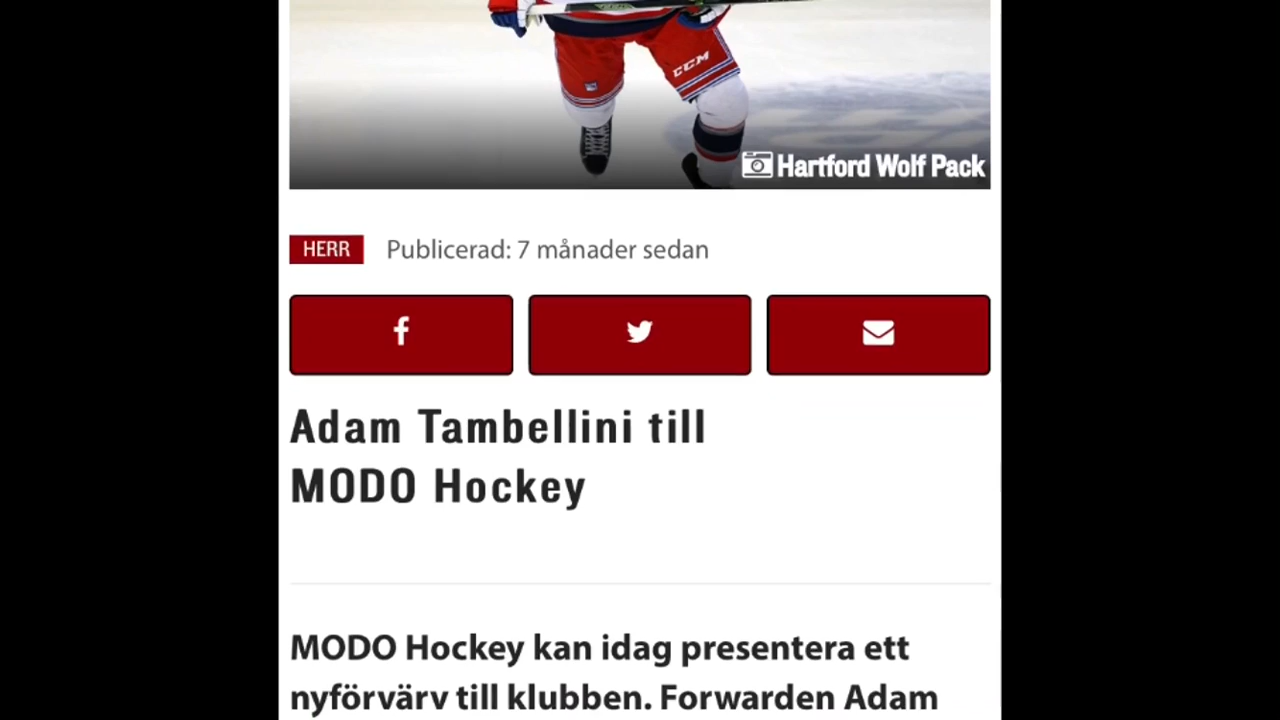 CCM
Hartford Wolf Pack
HERR
Publicerad: 7 månader sedan
Adam Tambellini till
MODO Hockey
MODO Hockey kan idag presentera ett
nyförvärv till klubben. Forwarden Adam